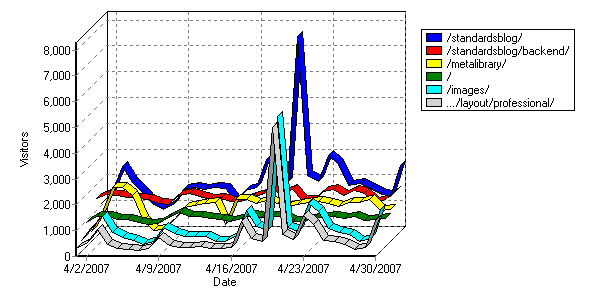 8,000
7,000
6,000
5,000
4,000
3,000
2,000
1,000
0
Visitors
4/2/2007 4/9/2007 4/16/2007 4/23/2007 4/30/2007
Date
/standardsblog/
/standardsblog/backend/
/metalibrary/
/
/images/
.../layout/professional/